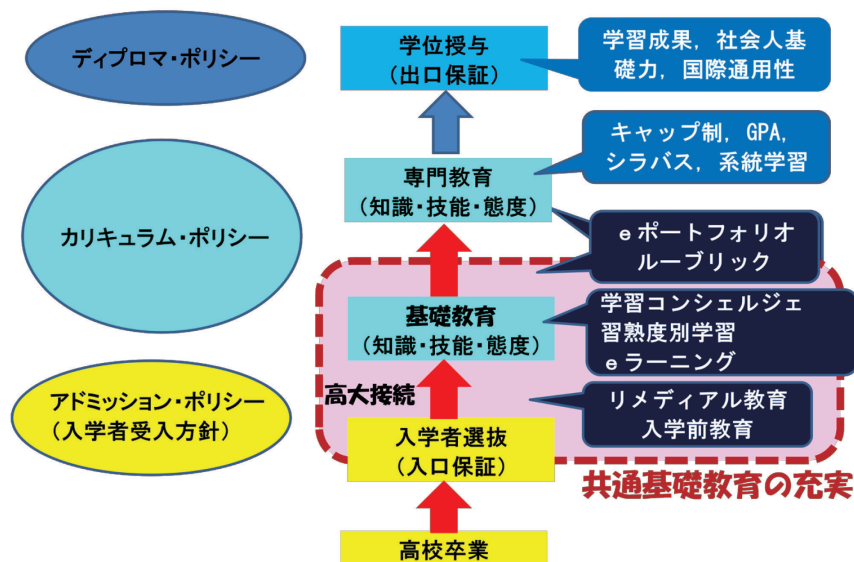 ディプロマ・ポリシー
学位授与
(出口保証)
学習成果, 社会人基
礎力, 国際通用性
キャップ制, GPA,
シラバス, 系統学習
専門教育
(知識・技能・態度)
カリキュラム・ポリシー
eポートフォリオ
ルーブリック
基礎教育
(知識・技能・態度)
学習コンシェルジェ
習熟度別学習
eラーニング
高大接続
アドミッション・ポリシー
(入学者受入方針)
リメディアル教育
入学前教育
入学者選抜
(入口保証)
共通基礎教育の充実
高校卒業